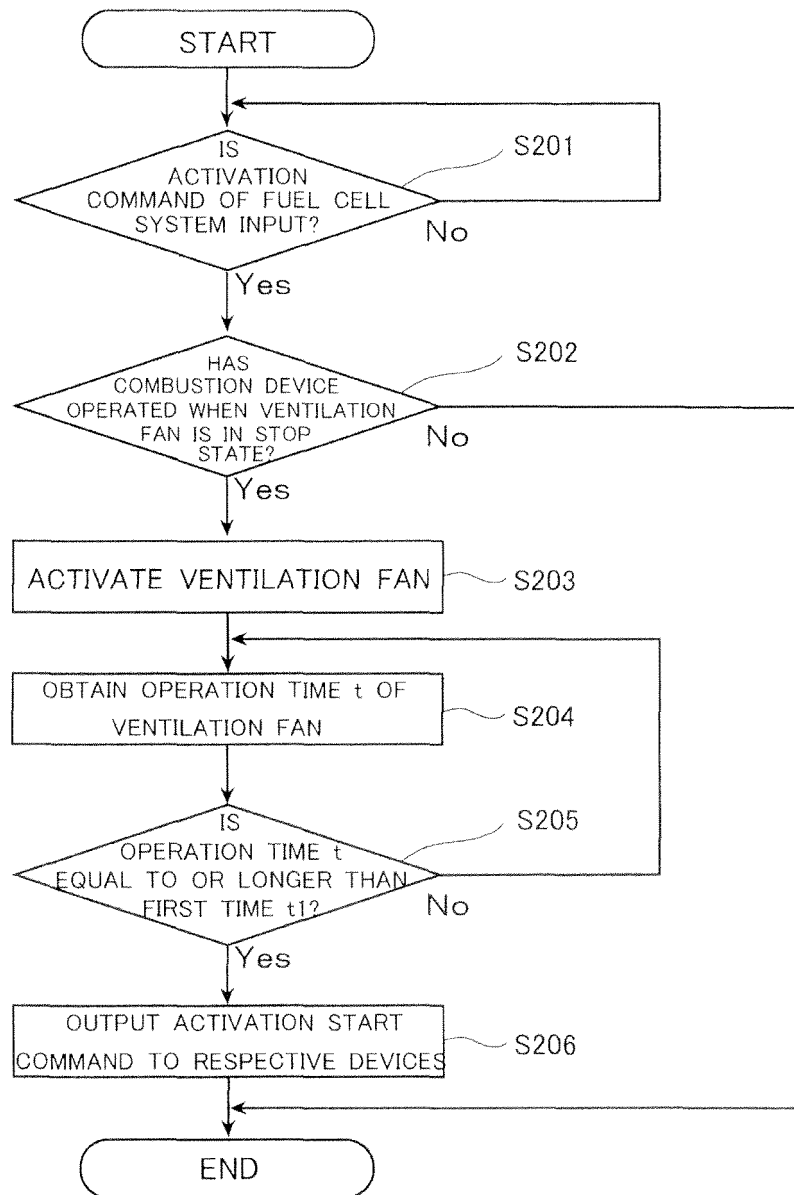 START
IS
ACTIVATION
COMMAND OF FUEL CELL
SYSTEM INPUT?
S201
No
Yes
HAS
COMBUSTION DEVICE
OPERATED WHEN VENTILATION
FAN IS IN STOP
STATE?
S202
No
Yes
ACTIVATE VENTILATION FAN
S203
OBTAIN OPERATION TIME t OF
VENTILATION FAN
S204
IS
OPERATION TIME t
EQUAL TO OR LONGER THAN
FIRST TIME t1?
S205
No
Yes
OUTPUT ACTIVATION START
COMMAND TO RESPECTIVE DEVICES
S206
END